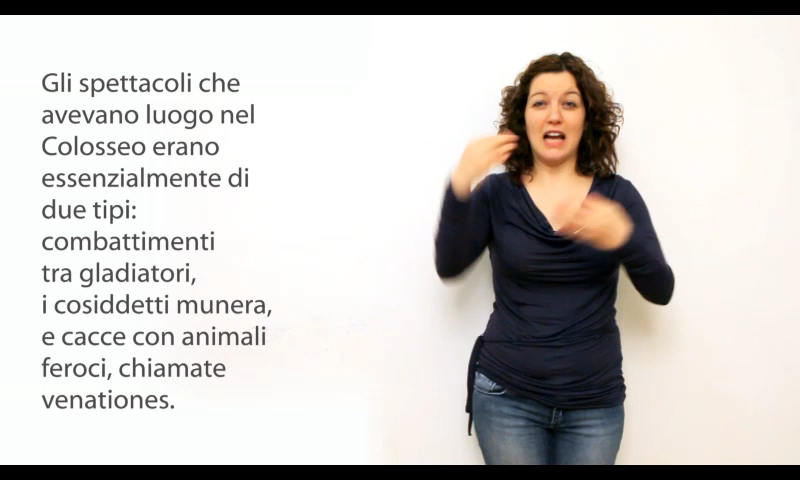 Gli spettacoli che
avevano luogo nel
Colosseo erano
essenzialmente di
due tipi:
combattimenti
tra gladiatori,
i cosiddetti munera,
e cacce con animali
feroci, chiamate
venationes.